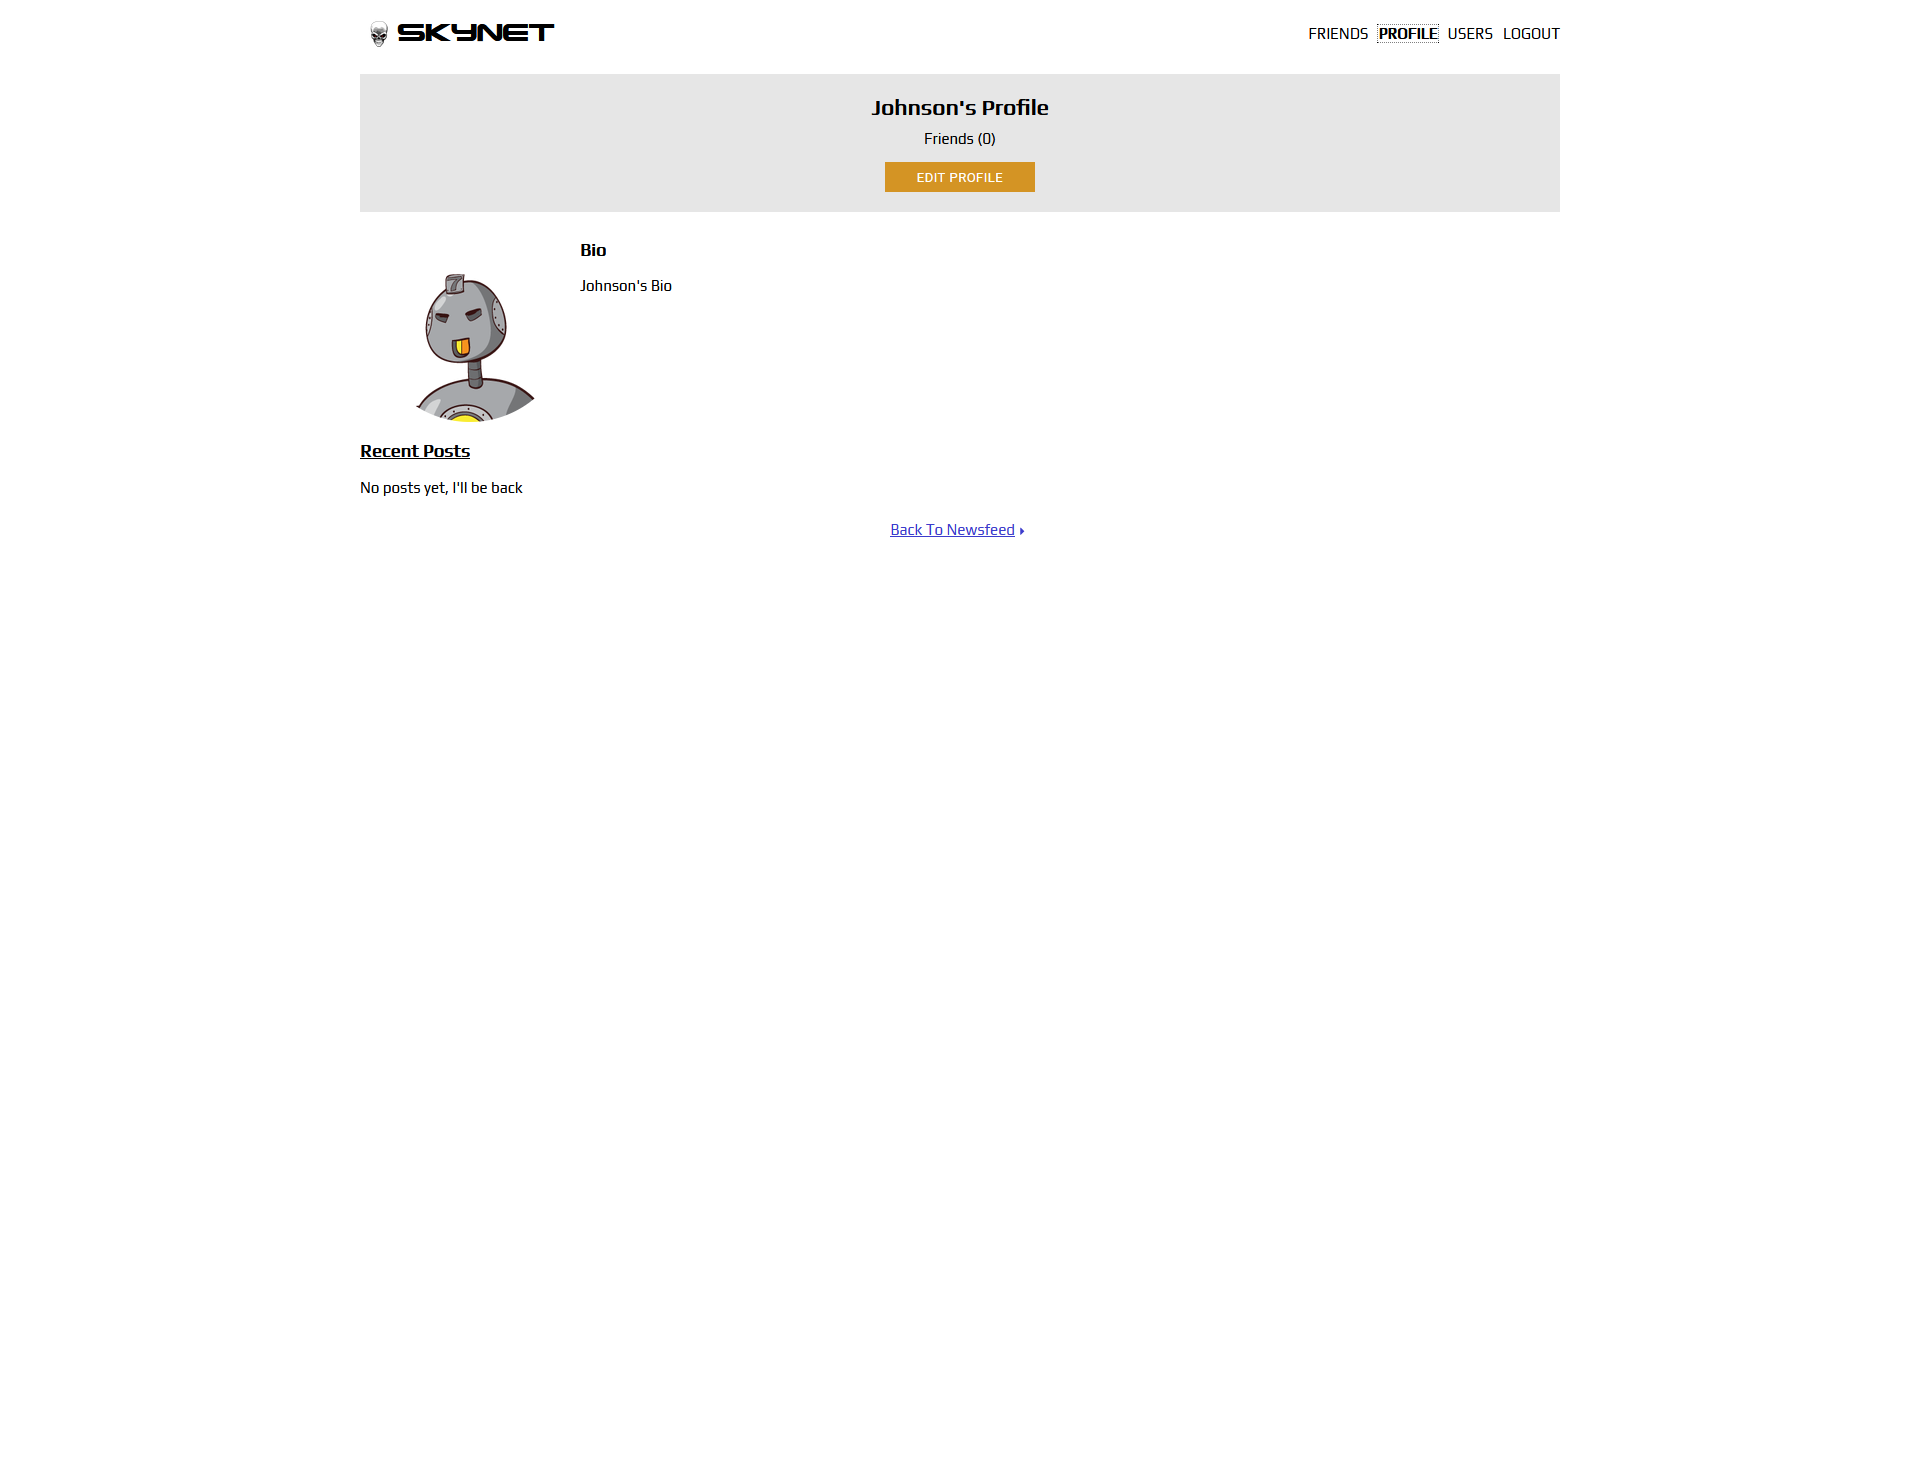 SKYNET
FRIENDS PROFILE USERS LOGOUT
Johnson's Profile
Friends (0)
EDIT PROFILE
Bio
Johnson's Bio
7
Recent Posts
No posts yet, I'll be back
Back To Newsfeed